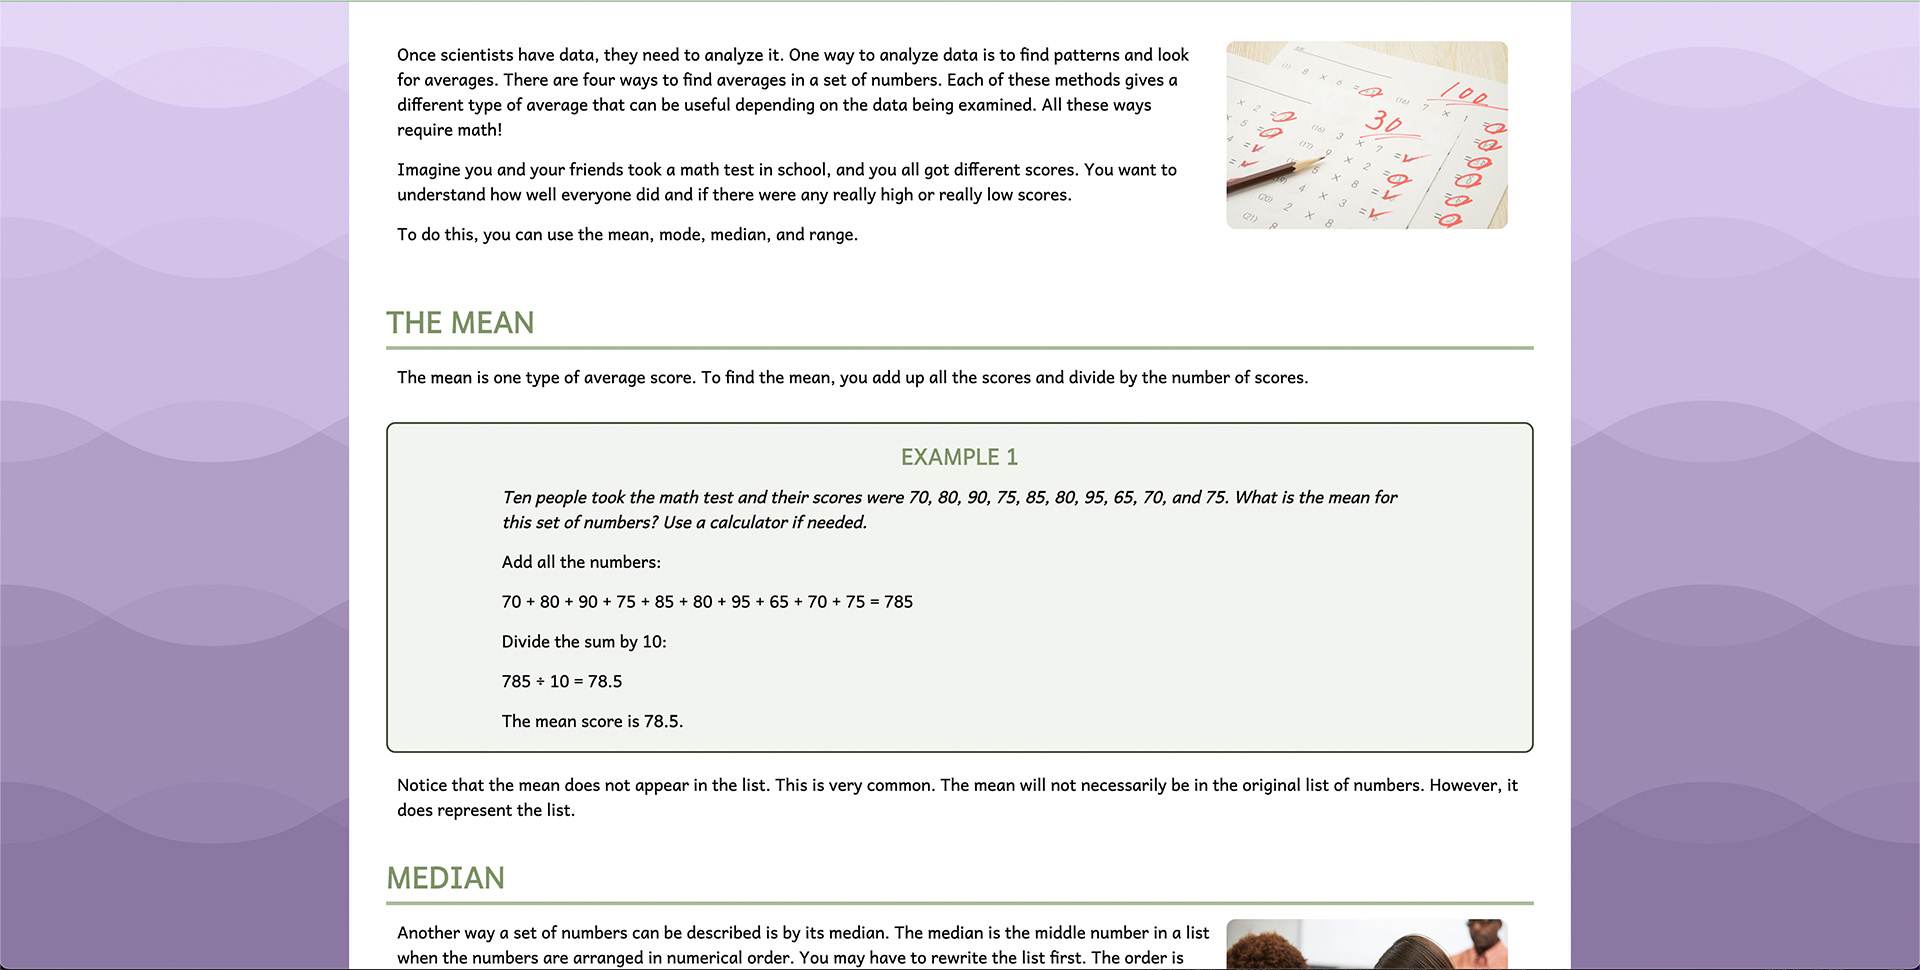 Once scientists have data, they need to analyze it. One way to analyze data is to find patterns and look
for averages. There are four ways to find averages in a set of numbers. Each of these methods gives a
different type of average that can be useful depending on the data being examined. All these ways
require math!
Imagine you and your friends took a math test in school, and you all got different scores. You want to
understand how well everyone did and if there were any really high or really low scores.
To do this, you can use the mean, mode, median, and range.
100
30
THE MEAN
The mean is one type of average score. To find the mean, you add up all the scores and divide by the number of scores.
EXAMPLE 1
Ten people took the math test and their scores were 70, 80, 90, 75, 85, 80, 95, 65, 70, and 75. What is the mean for
this set of numbers? Use a calculator if needed.
Add all the numbers:
70 + 80 + 90 + 75 + 85 + 80 + 95 + 65 + 70 + 75 = 785
Divide the sum by 10:
785 ÷ 10 = 78.5
The mean score is 78.5.
Notice that the mean does not appear in the list. This is very common. The mean will not necessarily be in the original list of numbers. However, it
does represent the list.
MEDIAN
Another way a set of numbers can be described is by its median. The median is the middle number in a list
when the numbers are arranged in numerical order. You may have to rewrite the list first. The order is